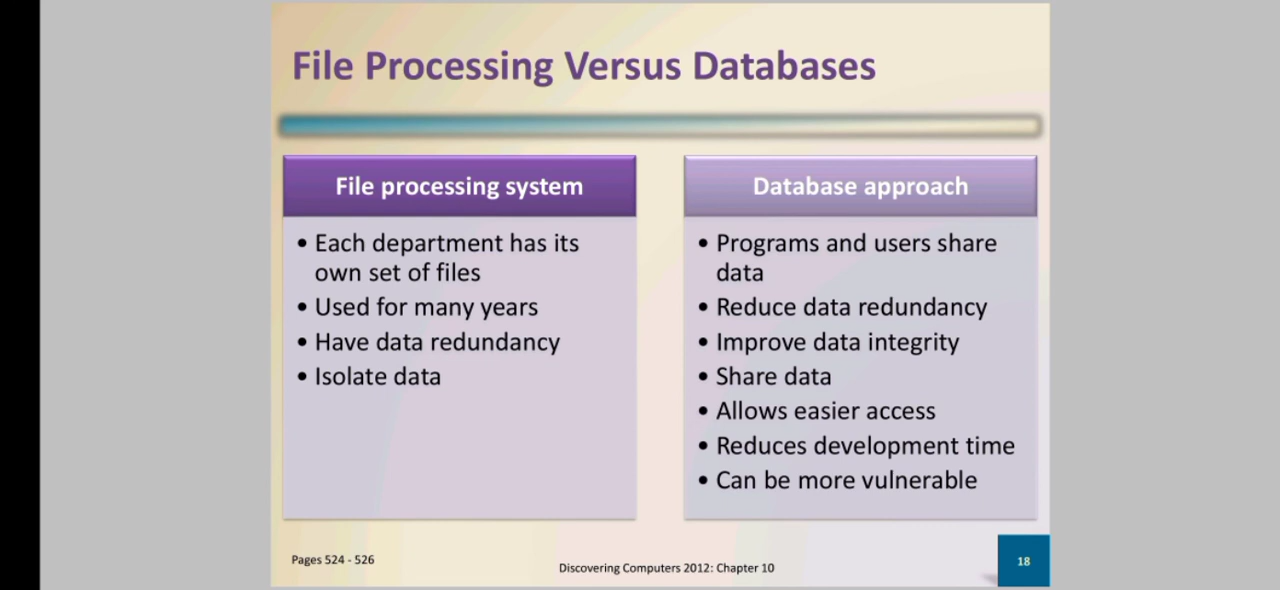 File Processing Versus Databases
File processing system
• Each department has its
own set of files
• Used for many years
• Have data redundancy
• Isolate data
Database approach
• Programs and users share
data
• Reduce data redundancy
• Improve data integrity
• Share data
• Allows easier access
• Reduces development time
• Can be more vulnerable
Pages 524 - 526
Discovering Computers 2012: Chapter 10
18